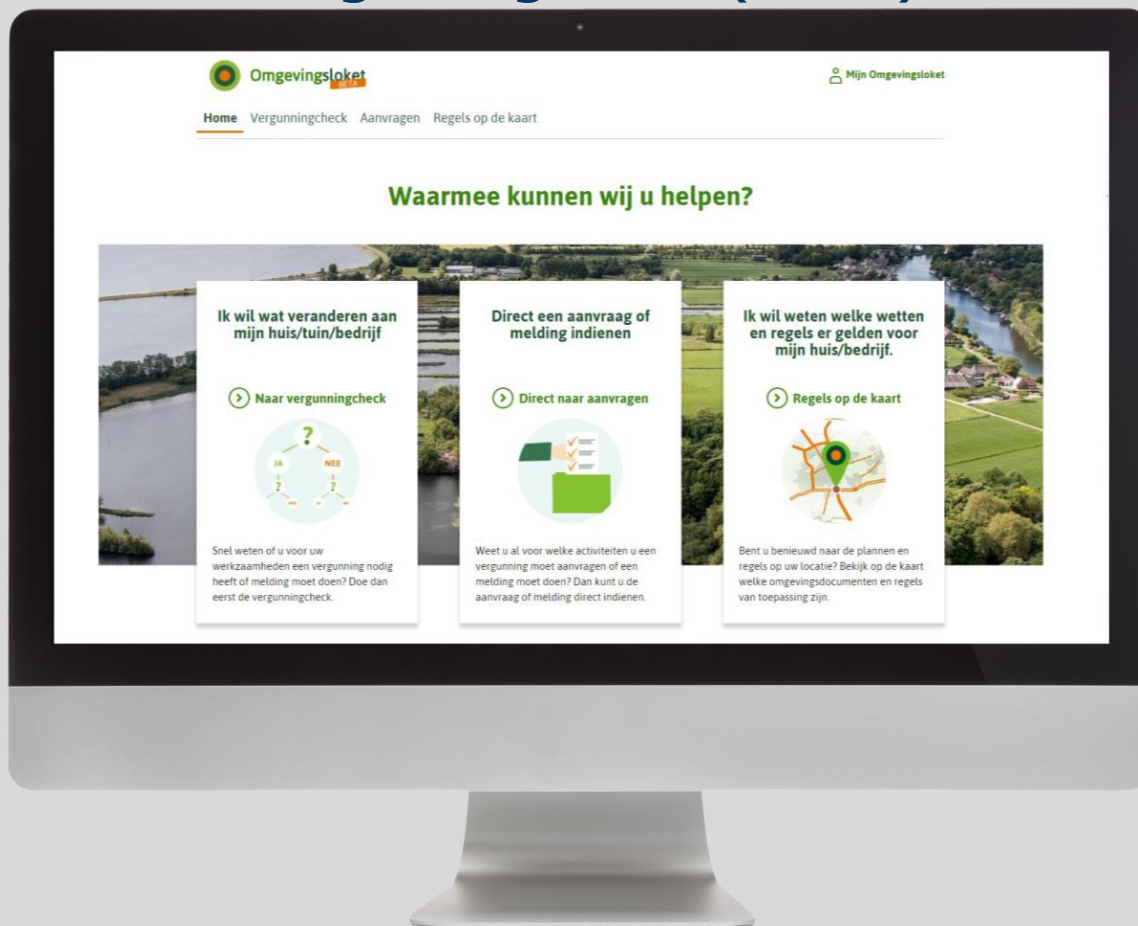 Omgevingsloket
BETA
Mijn Omgevingsloket
Home Vergunningcheck Aanvragen Regels op de kaart
Waarmee kunnen wij u helpen?
Ik wil wat veranderen aan
mijn huis/tuin/bedrijf
Naar vergunningcheck
?
JA NEE
? ?
Snel weten of u voor uw
werkzaamheden een vergunning nodig
heeft of melding moet doen? Doe dan
eerst de vergunningcheck.
Direct een aanvraag of
melding indienen
Direct naar aanvragen
Weet u al voor welke activiteiten u een
vergunning moet aanvragen of een
melding moet doen? Dan kunt u de
aanvraag of melding direct indienen.
Ik wil weten welke wetten
en regels er gelden voor
mijn huis/bedrijf.
Regels op de kaart
Bent u benieuwd naar de plannen en
regels op uw locatie? Bekijk op de kaart
welke omgevingsdocumenten en regels
van toepassing zijn.